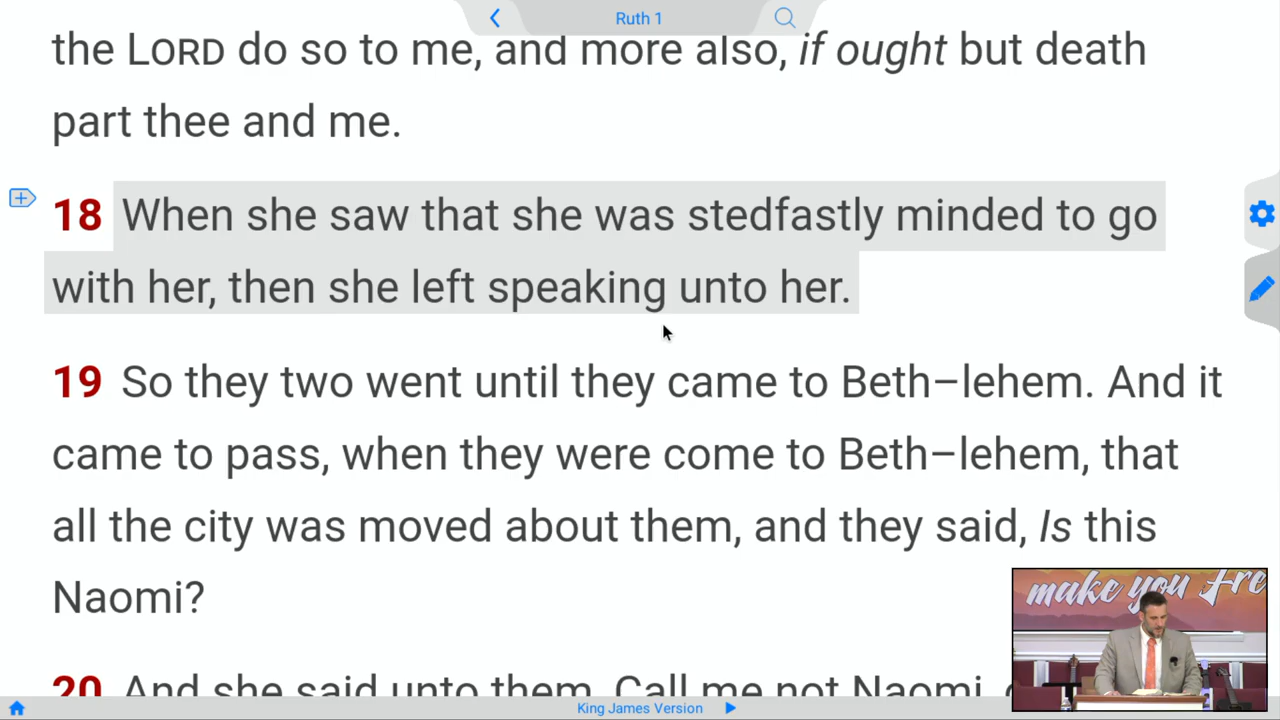 Ruth 1
the LORD do so to me, and more also, if ought but death
part thee and me.
18 When she saw that she was stedfastly minded to go
with her, then she left speaking unto her.
19 So they two went until they came to Beth–lehem. And it
came to pass, when they were come to Beth–lehem, that
all the city was moved about them, and they said, Is this
Naomi?
make you Fre
20 And she said unto them, Call me not Naomi,
King James Version